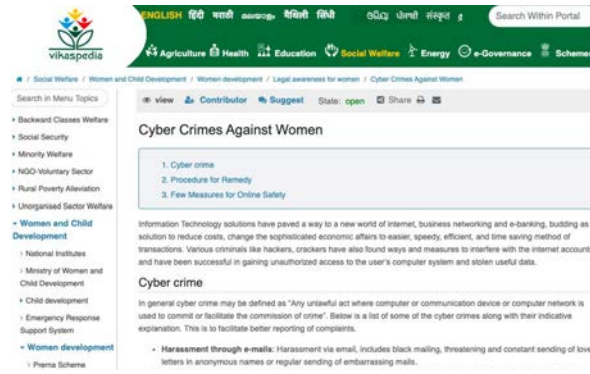 vikaspedia
ENGLISH हिंदी मराठी മലയാളം मैथिली सिंधी ଓଡ଼ିଆ ਪੰਜਾਬੀ संस्कृत
Search Within Portal
Agriculture Health Education Social Welfare Energy e-Governance Scheme
/ Social Welfare / Women and Child Development / Women development / Legal awareness for women / Cyber Crimes Against Women
Search in Menu Topics
Backward Classes Welfare
Social Security
Minority Welfare
NGO-Voluntary Sector
Rural Poverty Alleviation
Unorganised Sector Welfare
Women and Child
Development
National Institutes
Ministry of Women and
Child Development
Child development
Emergency Response
Support System
Women development
Prerna Scheme
view Contributor Suggest State: open Share
Cyber Crimes Against Women
1. Cyber crime
2. Procedure for Remedy
3. Few Measures for Online Safety
Information Technology solutions have paved a way to a new world of internet, business networking and e-banking, budding as
solution to reduce costs, change the sophisticated economic affairs to easier, speedy, efficient, and time saving method of
transactions. Various criminals like hackers, crackers have also found ways and measures to interfere with the internet accounts
and have been successful in gaining unauthorized access to the user's computer system and stolen useful data.
Cyber crime
In general cyber crime may be defined as "Any unlawful act where computer or communication device or computer network is
used to commit or facilitate the commission of crime". Below is a list of some of the cyber crimes along with their indicative
explanation. This is to facilitate better reporting of complaints.
• Harassment through e-mails: Harassment via email, includes black mailing, threatening and constant sending of love
letters in anonymous names or regular sending of embarrassing mails.